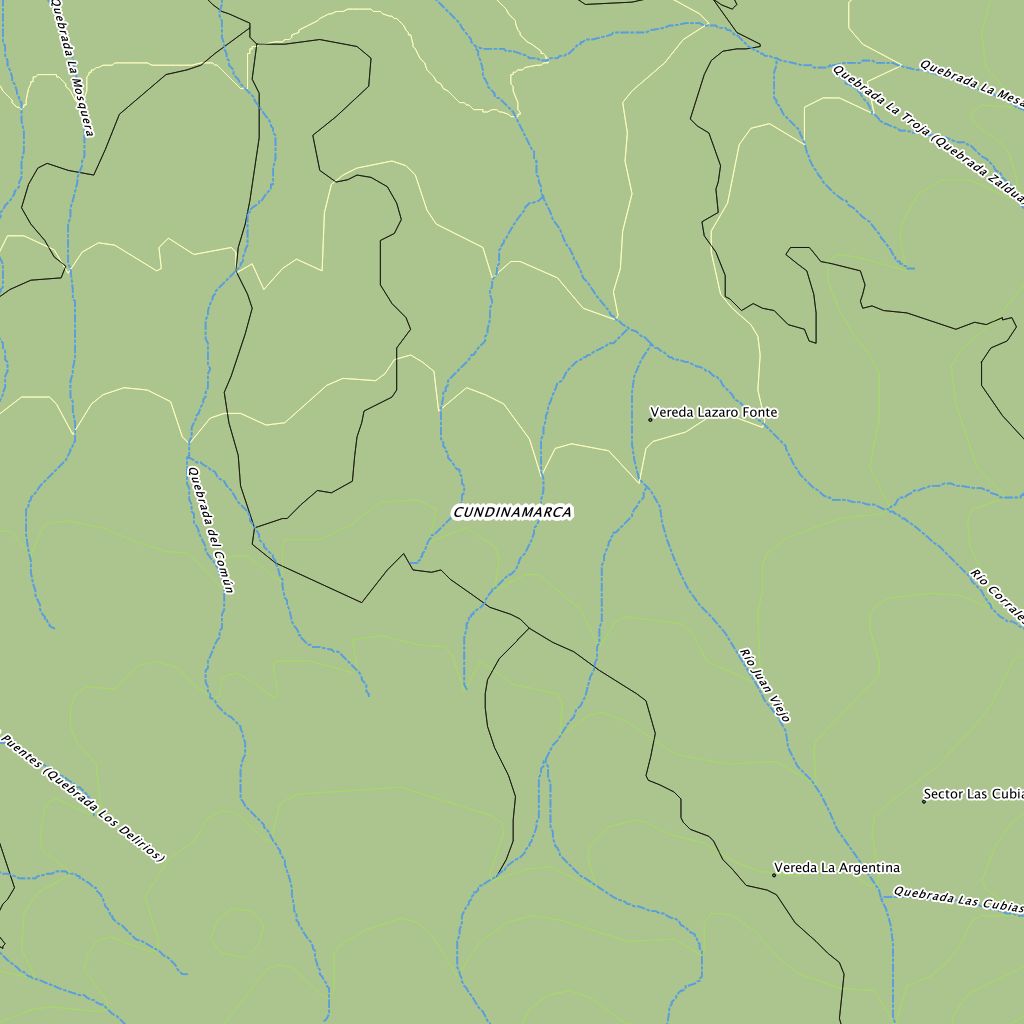 Quebrada La Mosquera
Quebrada La Mesa
Quebrada La Troja (Quebrada Zaldua
Vereda Lazaro Fonte
Quebrada del Común
CUNDINAMARCA
Río Corrales
Río Juan Viejo
Puentes (Quebrada Los Delirios)
Sector Las Cubia
Vereda La Argentina
Quebrada Las Cubias